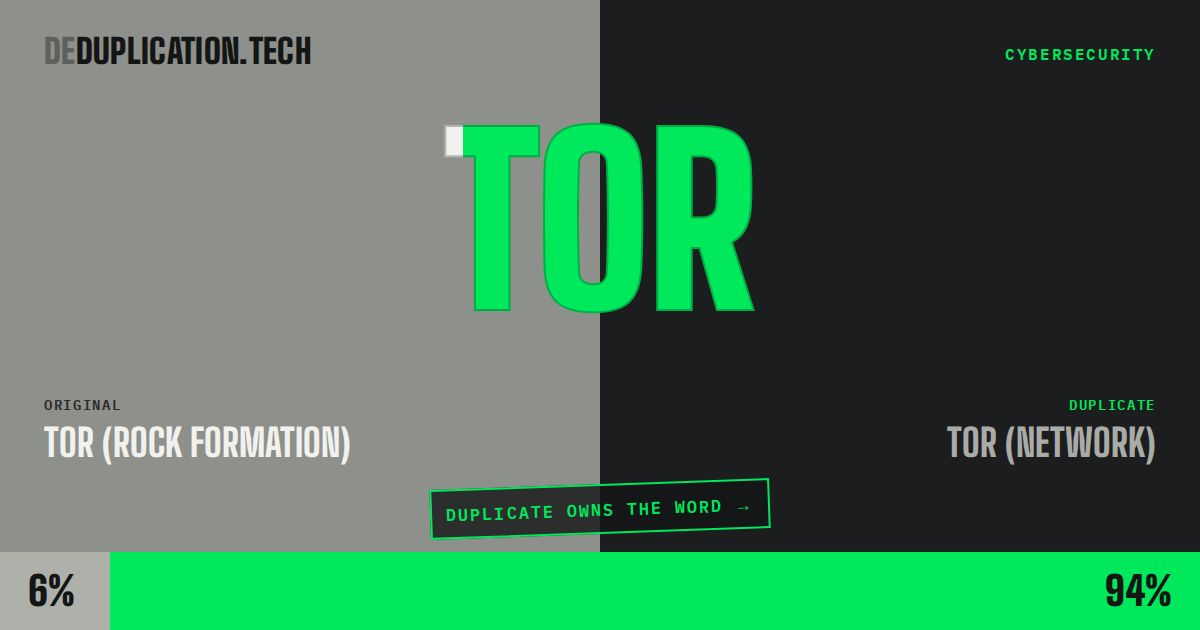 DEDUPLICATION.TECH
CYBERSECURITY
TOR
ORIGINAL
TOR (ROCK FORMATION)
DUPLICATE
TOR (NETWORK)
DUPLICATE OWNS THE WORD →
6%
94%